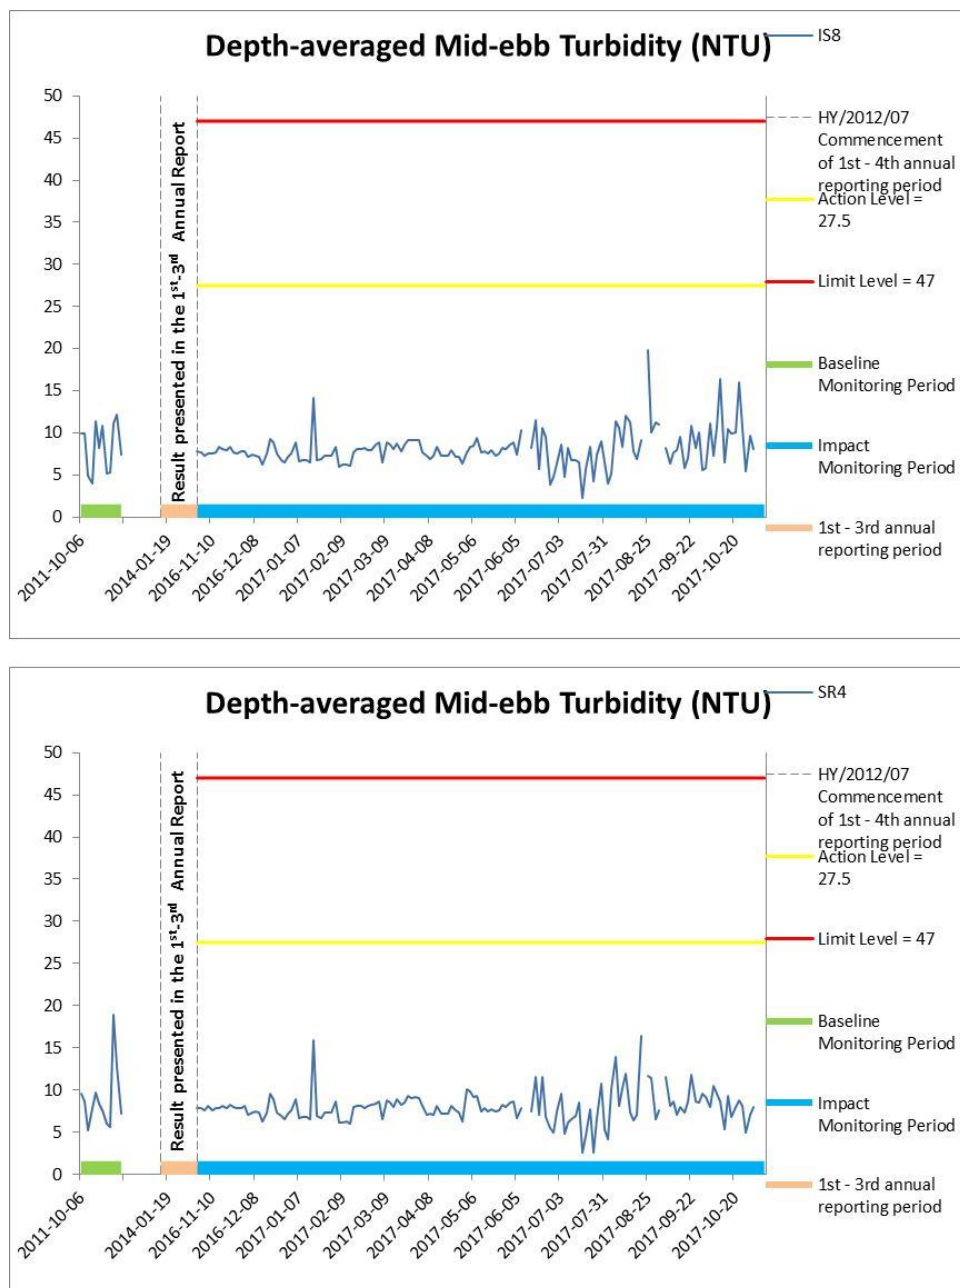 Depth-averaged Mid-ebb Turbidity (NTU)
IS8
50
45
40
35
30
25
20
15
10
5
0
Result presented in the 1st-3rd Annual Report
2011-10-06
2014-01-19
2016-11-10
2016-12-08
2017-01-07
2017-02-09
2017-03-09
2017-04-08
2017-05-06
2017-06-05
2017-07-03
2017-07-31
2017-08-25
2017-09-22
2017-10-20
HY/2012/07
Commencement
of 1st - 4th annual
reporting period
Action Level =
27.5
Limit Level = 47
Baseline
Monitoring Period
Impact
Monitoring Period
1st - 3rd annual
reporting period
Depth-averaged Mid-ebb Turbidity (NTU)
SR4
50
45
40
35
30
25
20
15
10
5
0
Result presented in the 1st-3rd Annual Report
2011-10-06
2014-01-19
2016-11-10
2016-12-08
2017-01-07
2017-02-09
2017-03-09
2017-04-08
2017-05-06
2017-06-05
2017-07-03
2017-07-31
2017-08-25
2017-09-22
2017-10-20
HY/2012/07
Commencement
of 1st - 4th annual
reporting period
Action Level =
27.5
Limit Level = 47
Baseline
Monitoring Period
Impact
Monitoring Period
1st - 3rd annual
reporting period